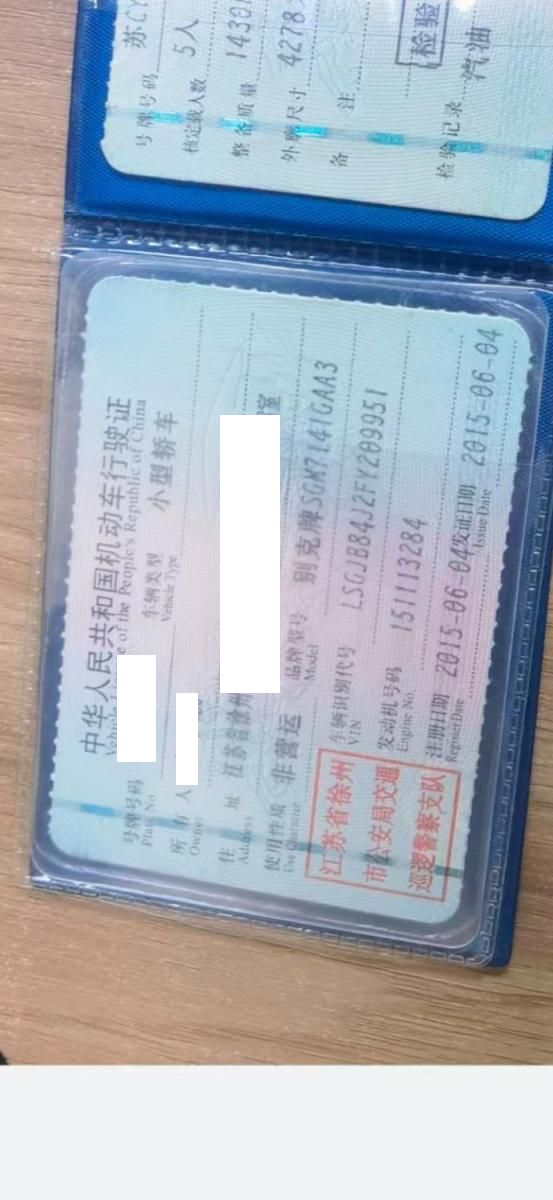 中华人民共和国机动车行驶证
of the People's Republic of China
号牌号码 Plate No.
车辆类型 小型轿车
Vehicle Type
所有人
Owner
住址 江苏省徐州
Address
使用性质 非营运
Use Character
品牌型号 别克牌SGM7141GAA3
Model
车辆识别代号 LSGJB84J2FY209951
VIN
发动机号码 151113284
Engine No.
注册日期 2015-06-04
Register Date
发证日期 2015-06-04
Issue Date
江苏省徐州
市公安局交通
巡逻警察支队
号牌号码 苏CY
核定载人数 5人
整备质量 1430
外廓尺寸 4278
备注
检验
检验记录 汽油